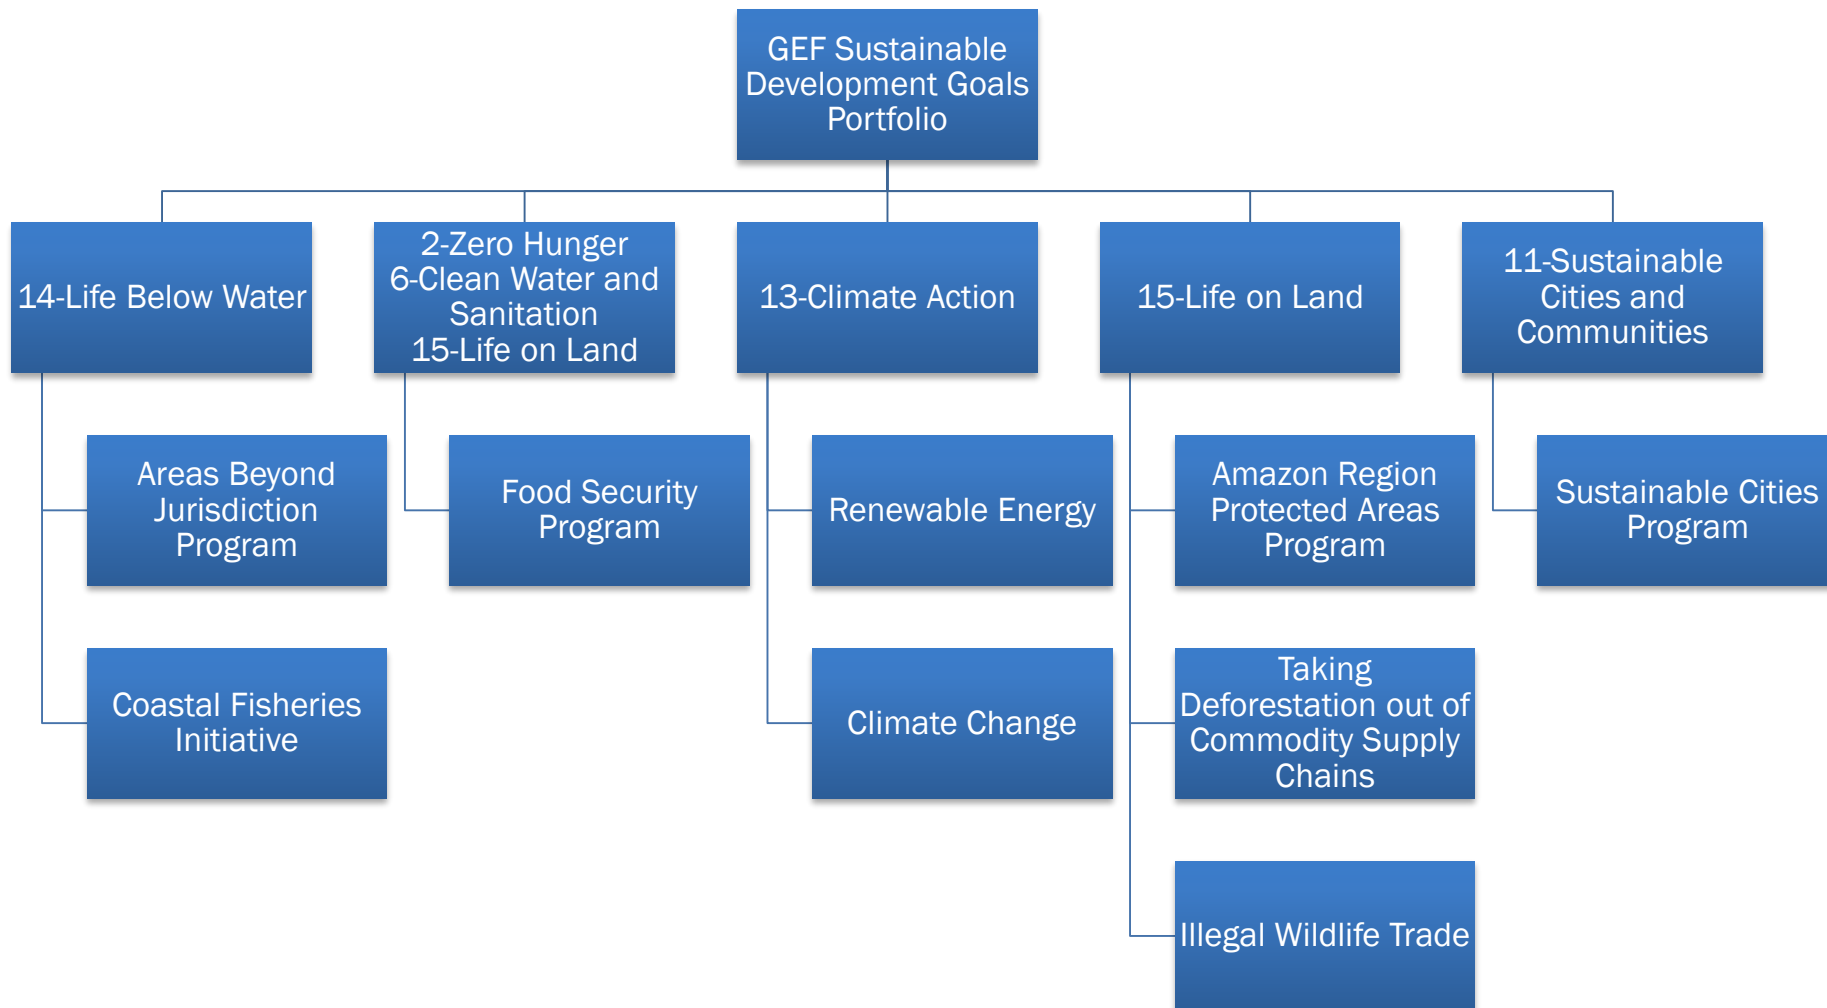 GEF Sustainable
Development Goals
Portfolio
14-Life Below Water
2-Zero Hunger
6-Clean Water and
Sanitation
15-Life on Land
13-Climate Action
15-Life on Land
11-Sustainable
Cities and
Communities
Areas Beyond
Jurisdiction
Program
Food Security
Program
Renewable Energy
Amazon Region
Protected Areas
Program
Sustainable Cities
Program
Coastal Fisheries
Initiative
Climate Change
Taking
Deforestation out of
Commodity Supply
Chains
Illegal Wildlife Trade